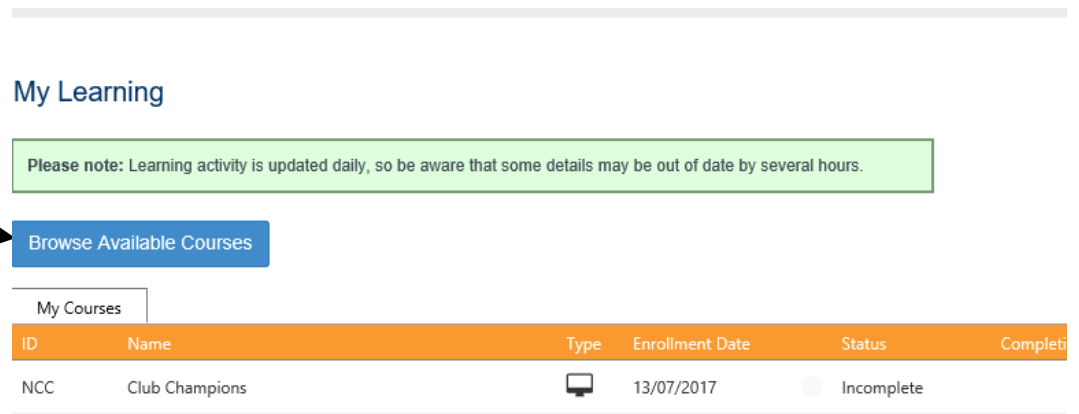 My Learning
Please note: Learning activity is updated daily, so be aware that some details may be out of date by several hours.
Browse Available Courses
My Courses
ID Name Type Enrollment Date Status Completi
NCC Club Champions 13/07/2017 Incomplete